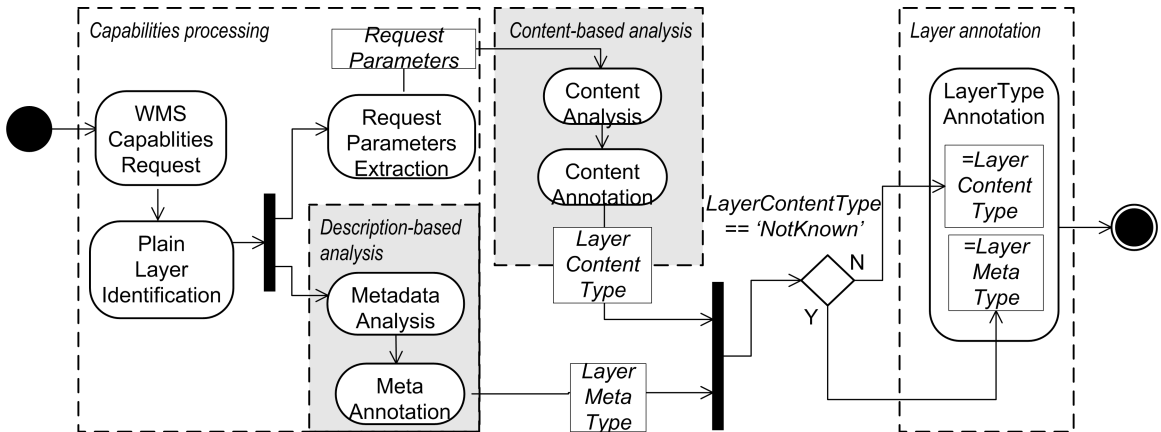 Capabilities processing
WMS
Capablities
Request
Plain
Layer
Identification
Request
Parameters
Request
Parameters
Extraction
Description-based
analysis
Metadada
Analysis
Meta
Annotation
Content-based analysis
Content
Analysis
Content
Annotation
Layer
Content
Type
Layer
Meta
Type
LayerContentType
== ‘NotKnown’
N
Y
Layer annotation
LayerType
Annotation
=Layer
Content
Type
=Layer
Meta
Type